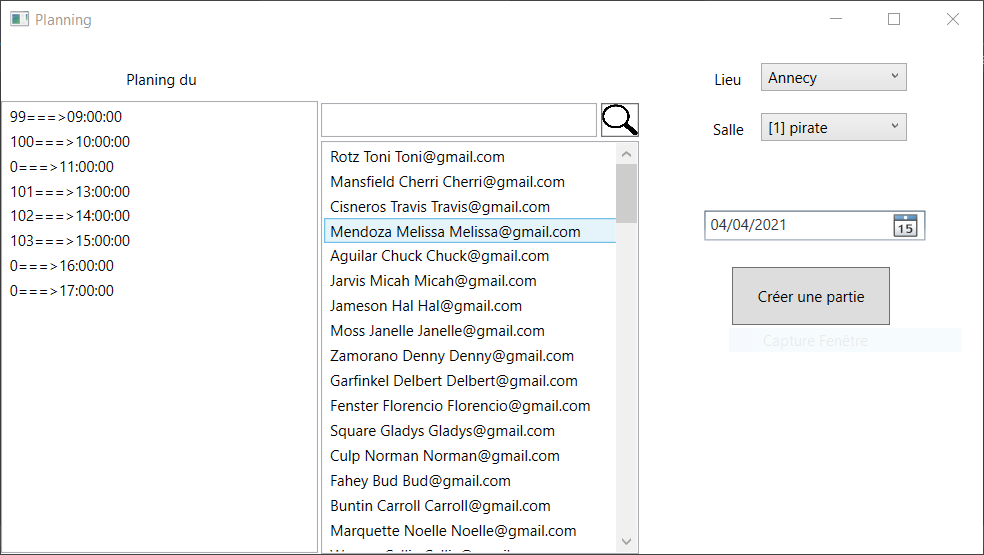 Planning
Planing du
99===>09:00:00
100===>10:00:00
0===>11:00:00
101===>13:00:00
102===>14:00:00
103===>15:00:00
0===>16:00:00
0===>17:00:00
Rotz Toni Toni@gmail.com
Mansfield Cherri Cherri@gmail.com
Cisneros Travis Travis@gmail.com
Mendoza Melissa Melissa@gmail.com
Aguilar Chuck Chuck@gmail.com
Jarvis Micah Micah@gmail.com
Jameson Hal Hal@gmail.com
Moss Janelle Janelle@gmail.com
Zamorano Denny Denny@gmail.com
Garfinkel Delbert Delbert@gmail.com
Fenster Florencio Florencio@gmail.com
Square Gladys Gladys@gmail.com
Culp Norman Norman@gmail.com
Fahey Bud Bud@gmail.com
Buntin Carroll Carroll@gmail.com
Marquette Noelle Noelle@gmail.com
Lieu Annecy
Salle [1] pirate
04/04/2021 15
Créer une partie
Capture Fenêtre